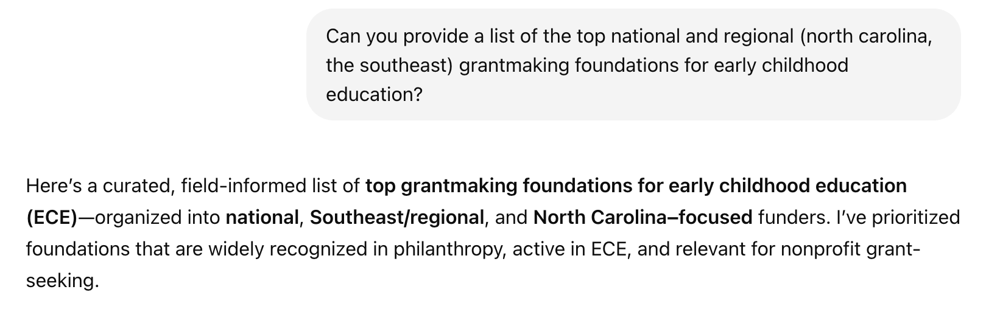 Can you provide a list of the top national and regional (north carolina,
the southeast) grantmaking foundations for early childhood
education?
Here’s a curated, field-informed list of top grantmaking foundations for early childhood education
(ECE)—organized into national, Southeast/regional, and North Carolina–focused funders. I’ve prioritized
foundations that are widely recognized in philanthropy, active in ECE, and relevant for nonprofit grant-
seeking.